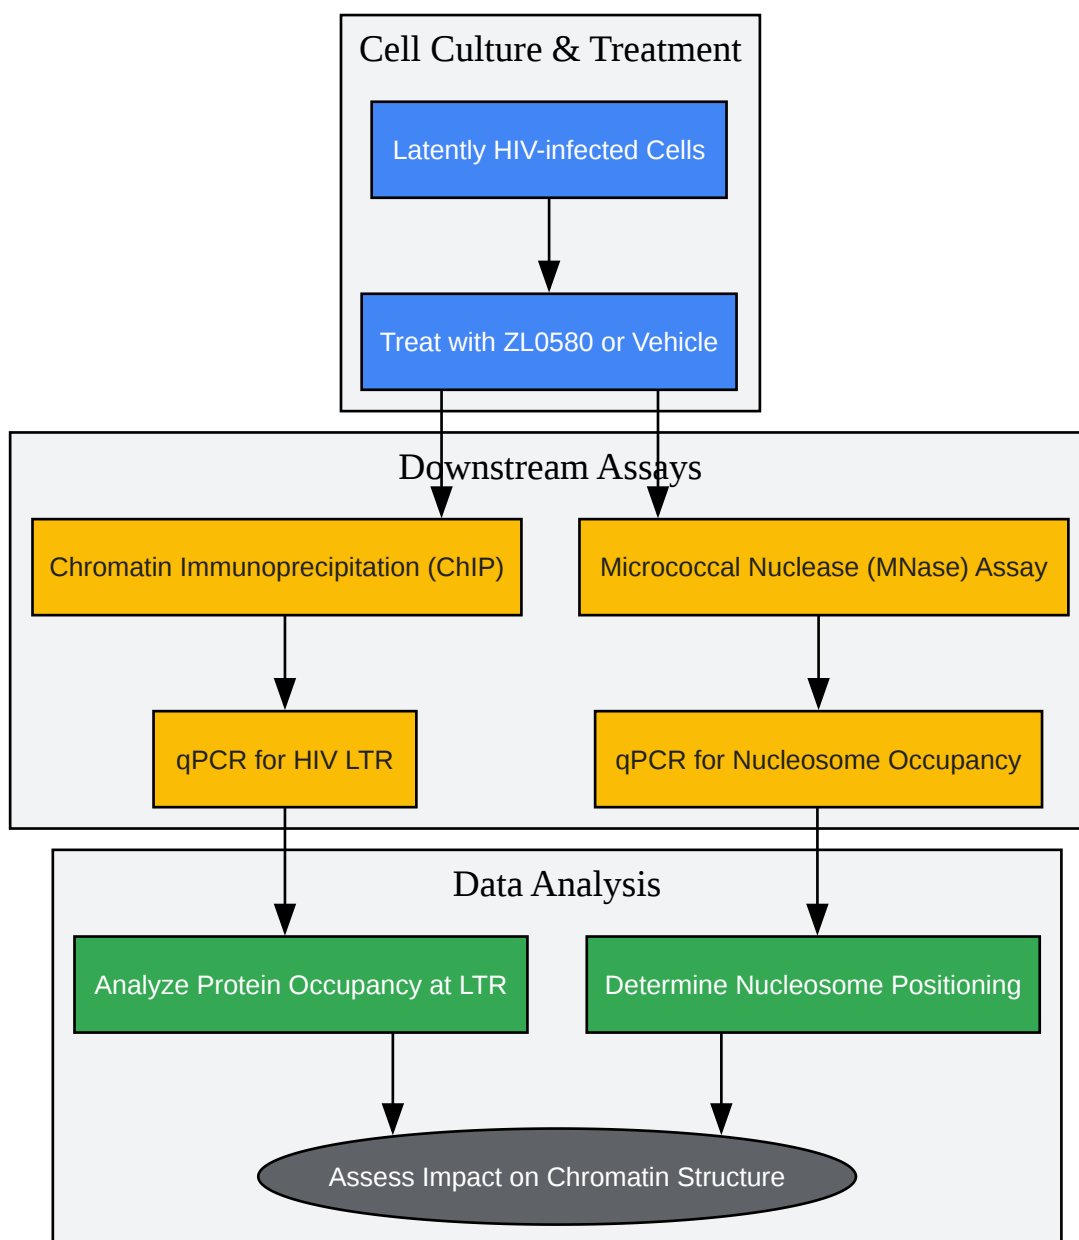 Cell Culture & Treatment
Latently HIV-infected Cells
Treat with ZL0580 or Vehicle
Downstream Assays
Chromatin Immunoprecipitation (ChIP)
Micrococcal Nuclease (MNase) Assay
qPCR for HIV LTR
qPCR for Nucleosome Occupancy
Data Analysis
Analyze Protein Occupancy at LTR
Determine Nucleosome Positioning
Assess Impact on Chromatin Structure